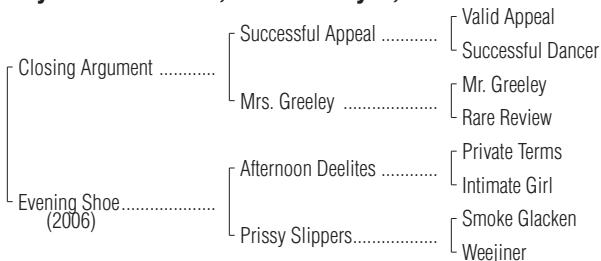 Valid Appeal
Successful Appeal ............
Successful Dancer
Closing Argument ............
Mr. Greeley
Mrs. Greeley ....................
Rare Review
Private Terms
Afternoon Deelites ............
Intimate Girl
Evening Shoe....................
(2006)
Smoke Glacken
Prissy Slippers..................
Weejiner